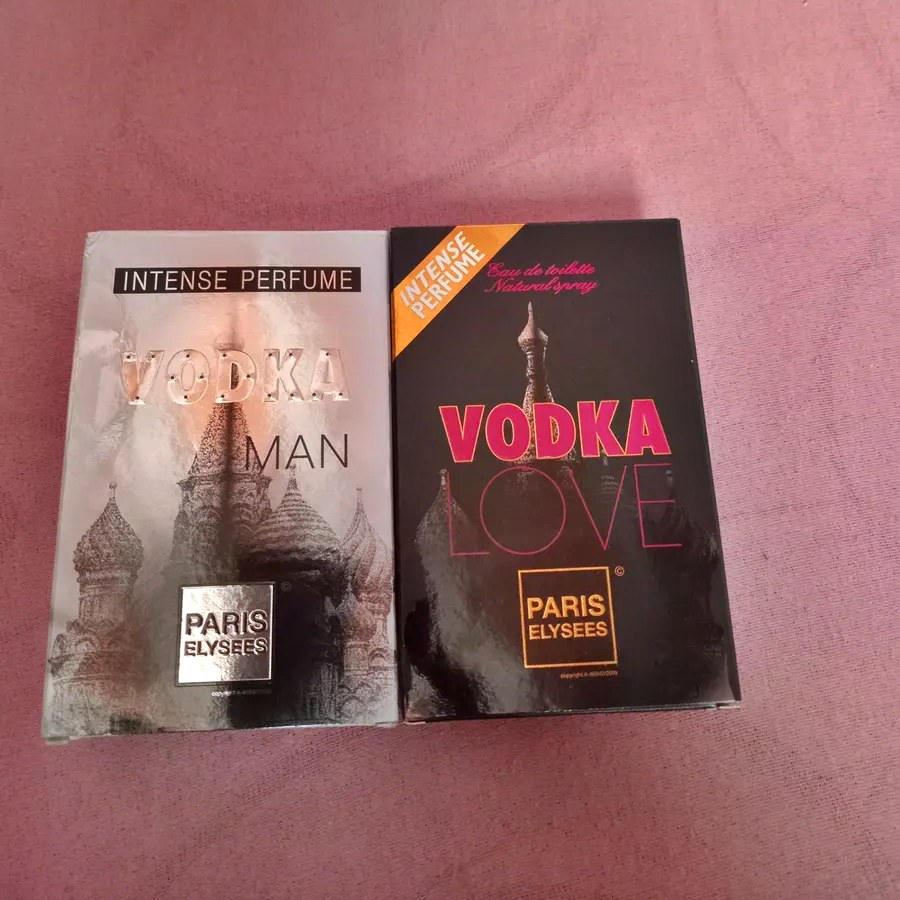 INTENSE PERFUME
VODKA
MAN
©
PARIS
ELYSEES
INTENSE
PERFUME
Eau de toilette
Natural spray
VODKA
LOVE
©
PARIS
ELYSEES